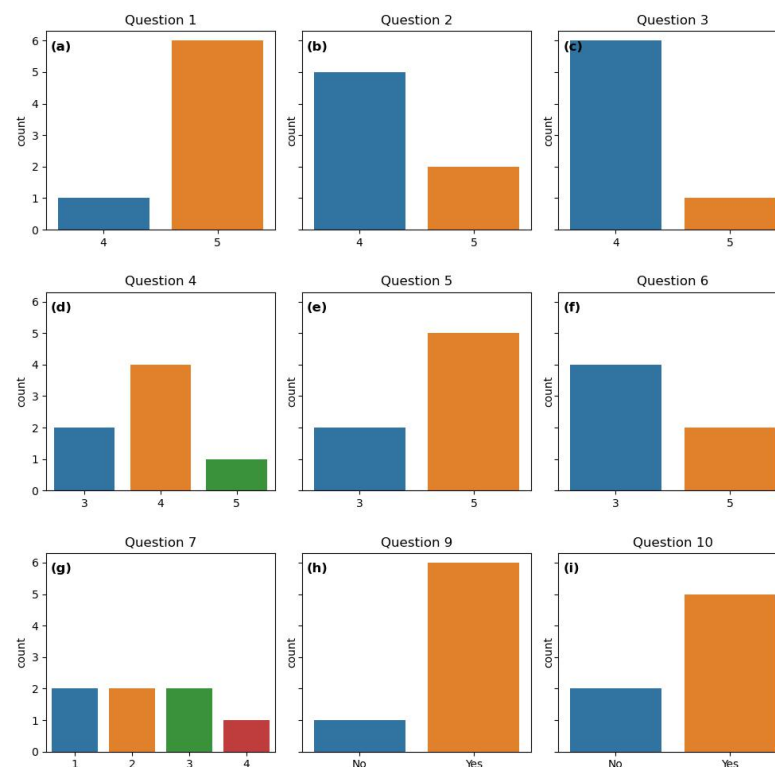 Question 1
Question 2
Question 3
(a)
(b)
(c)
count
6
5
4
3
2
1
0
4
5
count
4
5
count
4
5
Question 4
Question 5
Question 6
(d)
(e)
(f)
count
6
5
4
3
2
1
0
3
4
5
count
3
5
count
3
5
Question 7
Question 9
Question 10
(g)
(h)
(i)
count
6
5
4
3
2
1
0
1
2
3
4
count
No
Yes
count
No
Yes